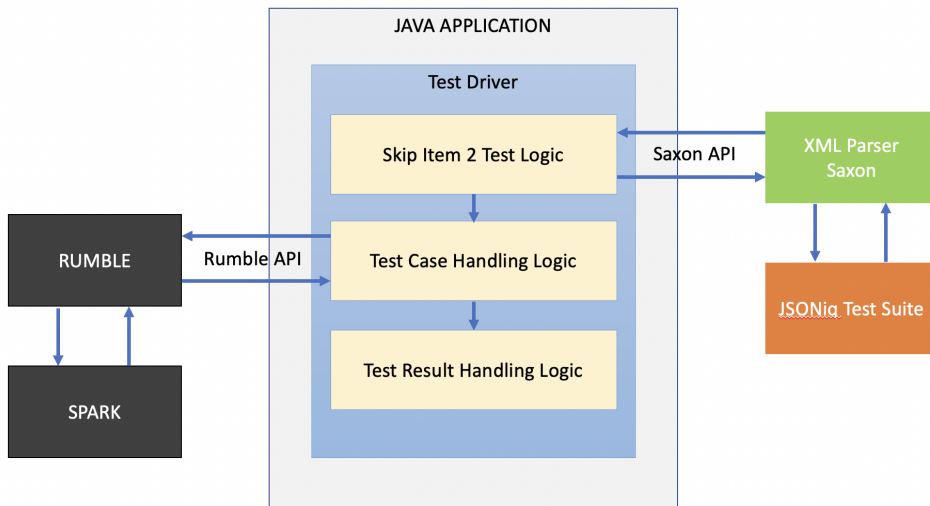 JAVA APPLICATION
Test Driver
Skip Item 2 Test Logic
Saxon API
XML Parser
Saxon
RUMBLE
Rumble API
Test Case Handling Logic
JSONiq Test Suite
Test Result Handling Logic
SPARK